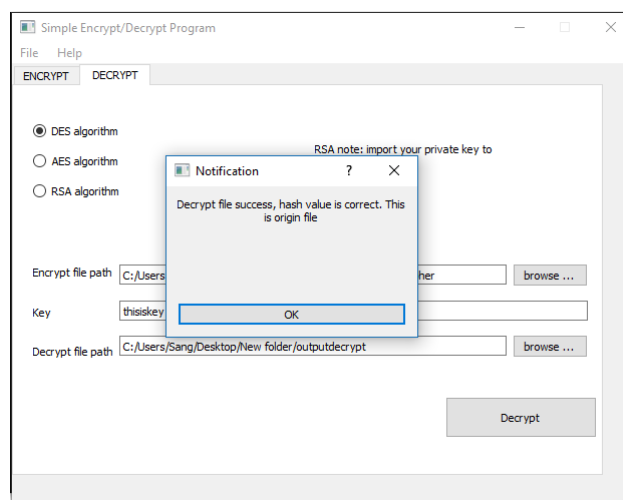 Simple Encrypt/Decrypt Program
File Help
ENCRYPT DECRYPT
DES algorithm
RSA note: import your private key to
AES algorithm
Notification ?
RSA algorithm
Decrypt file success, hash value is correct. This
is origin file
Encrypt file path C:/Users her browse ...
Key thisiskey OK
Decrypt file path C:/Users/Sang/Desktop/New folder/outputdecrypt browse ...
Decrypt